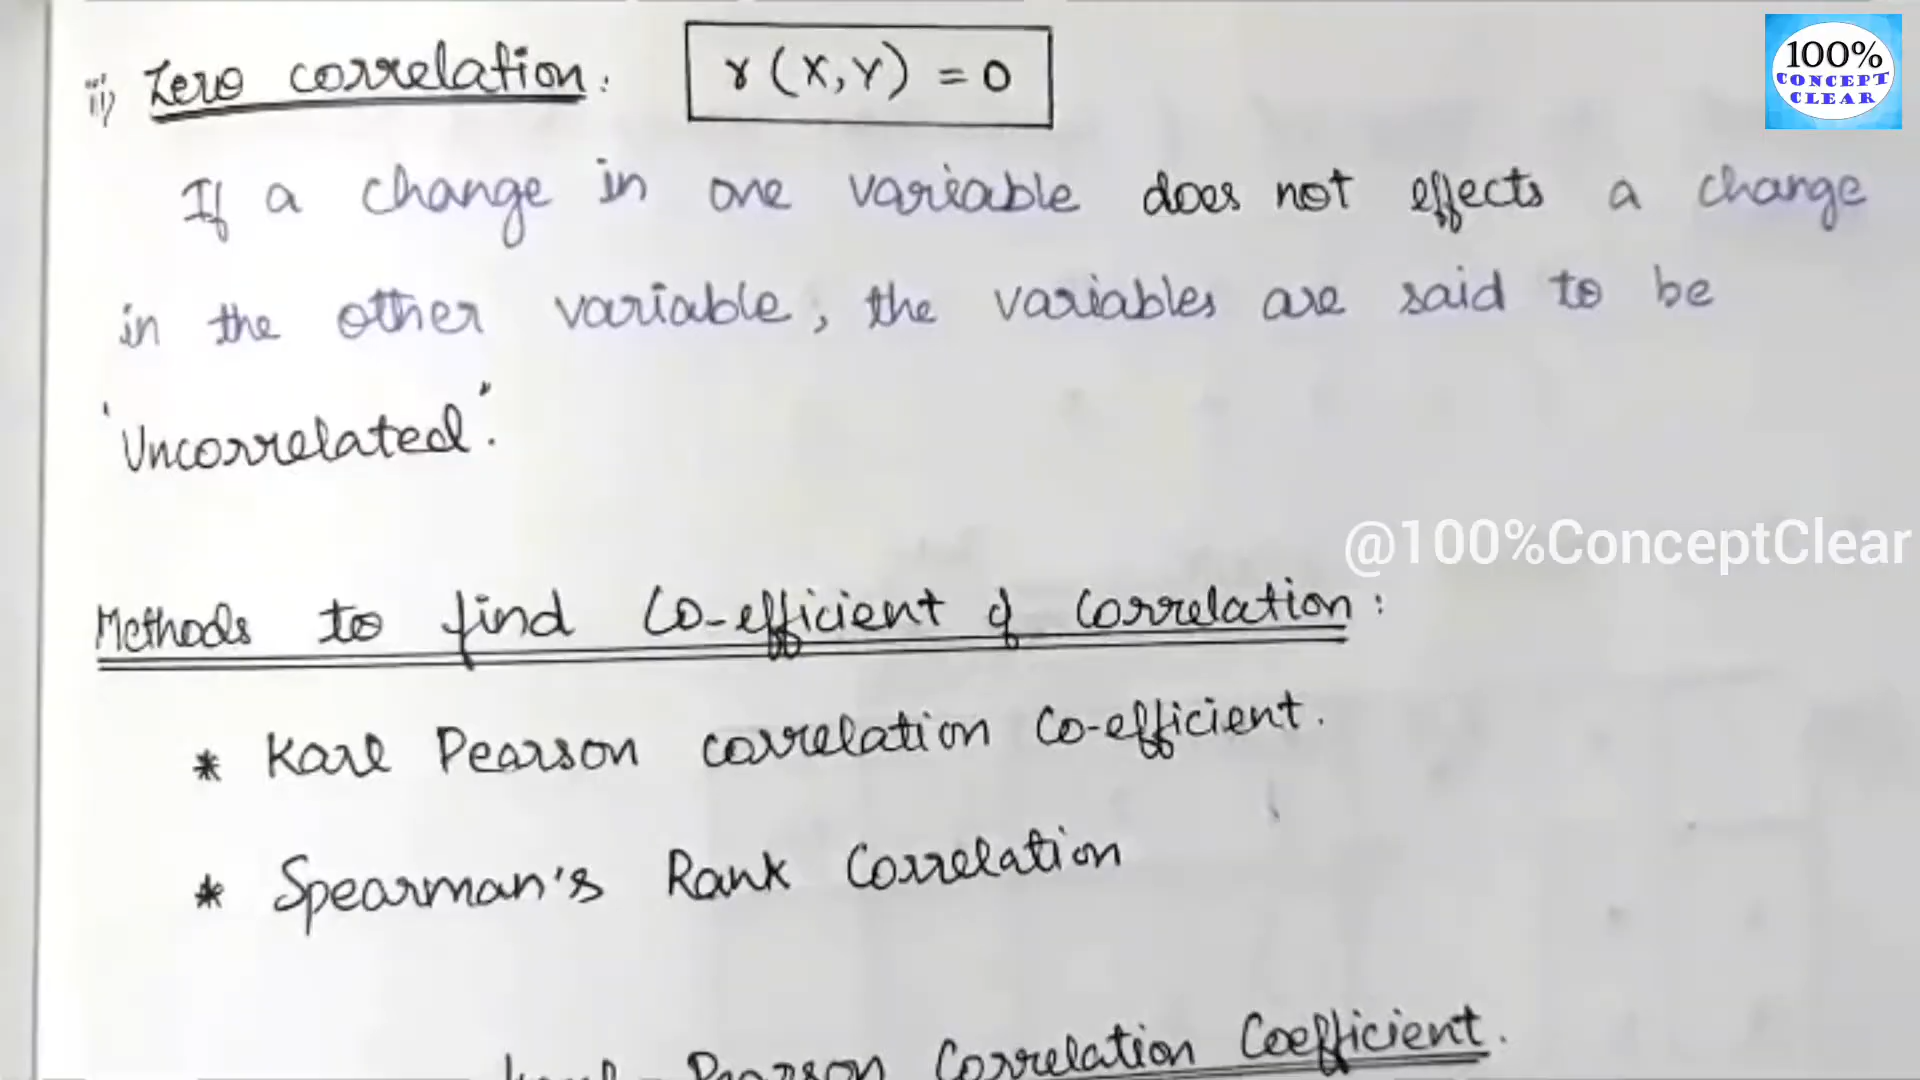 iii) Zero correlation: r (X,Y) = 0
100%
CONCEPT
CLEAR
If a change in one variable does not effects a change
in the other variable, the variables are said to be
"Uncorrelated".
@100%ConceptClear
Methods to find Co-efficient of Correlation:
* Karl Pearson correlation Co-efficient.
* Spearman's Rank Correlation
Karl Pearson Correlation Coefficient.